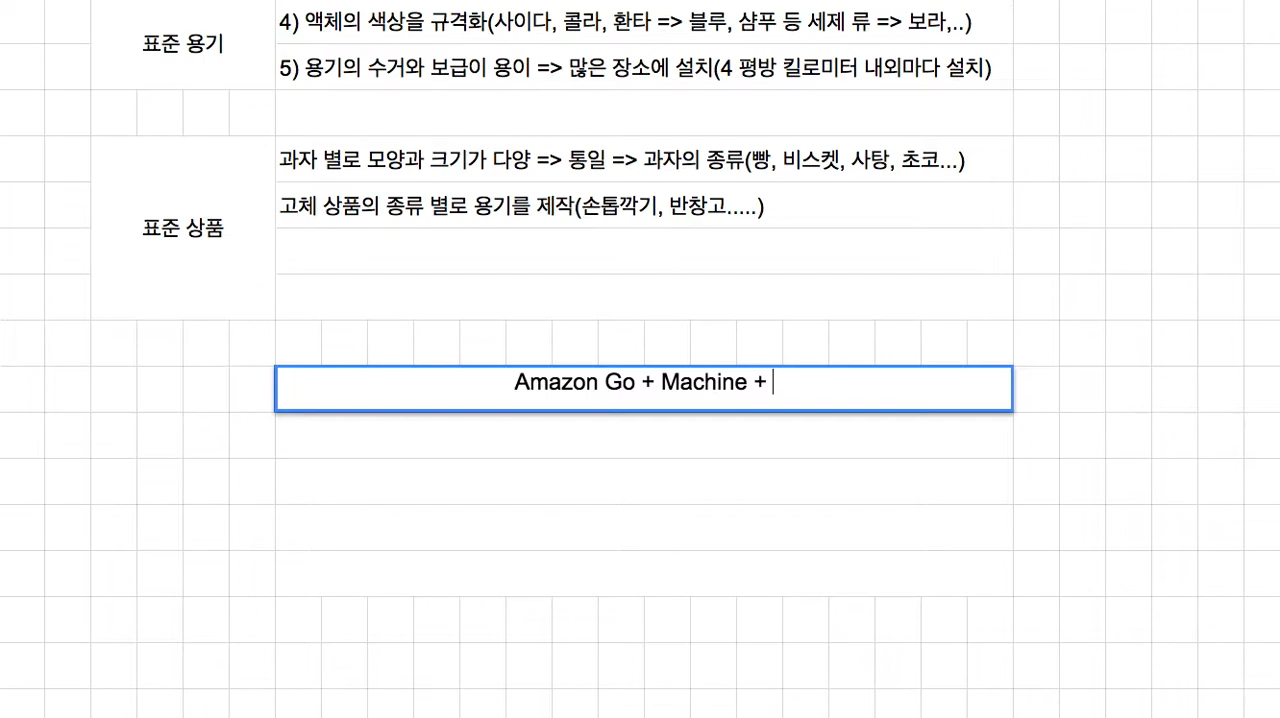 4) 액체의 색상을 규격화(사이다, 콜라, 환타 => 블루, 샴푸 등 세제 류 => 보라,..)
표준 용기
5) 용기의 수거와 보급이 용이 => 많은 장소에 설치(4 평방 킬로미터 내외마다 설치)
과자 별로 모양과 크기가 다양 => 통일 => 과자의 종류(빵, 비스켓, 사탕, 초코...)
고체 상품의 종류 별로 용기를 제작(손톱깍기, 반창고.....)
표준 상품
Amazon Go + Machine +